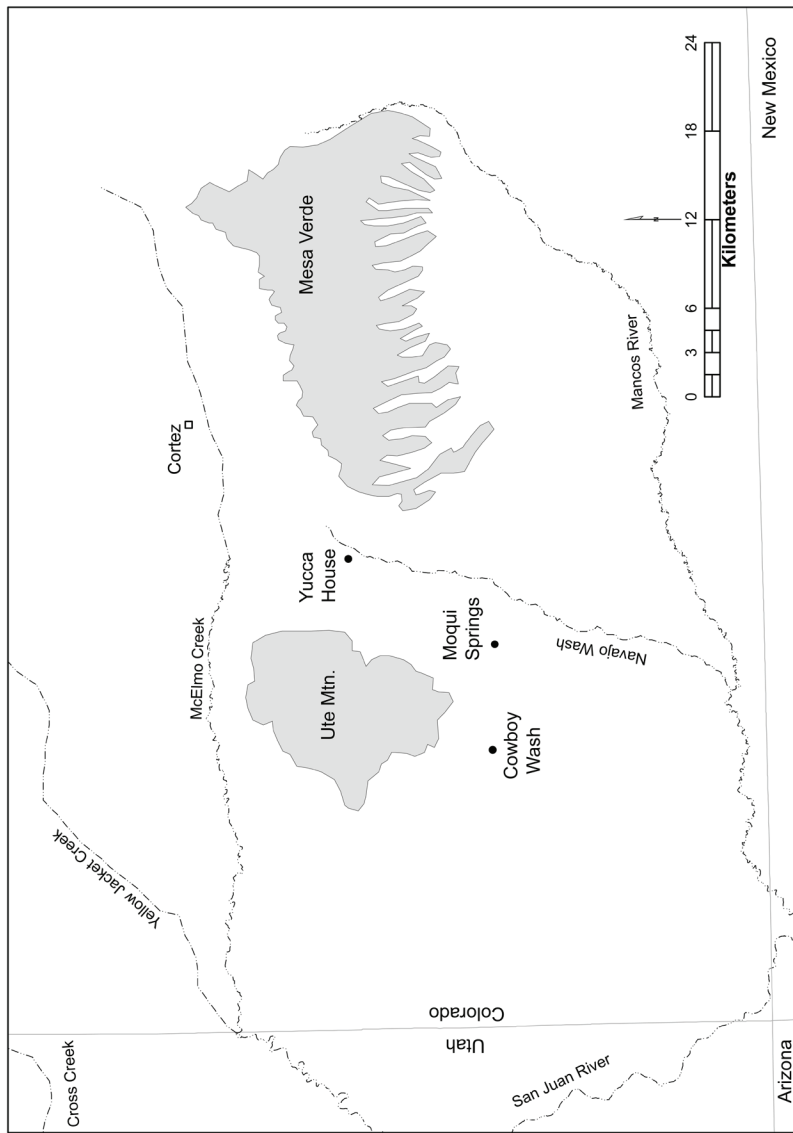 Cross Creek
Yellow Jacket Creek
McElmo Creek
Cortez
Ute Mtn.
Yucca
House
Mesa Verde
Moqui
Springs
Cowboy
Wash
Navajo Wash
Mancos River
Utah
Colorado
San Juan River
Arizona
New Mexico
0 3 6 12 18 24
Kilometers